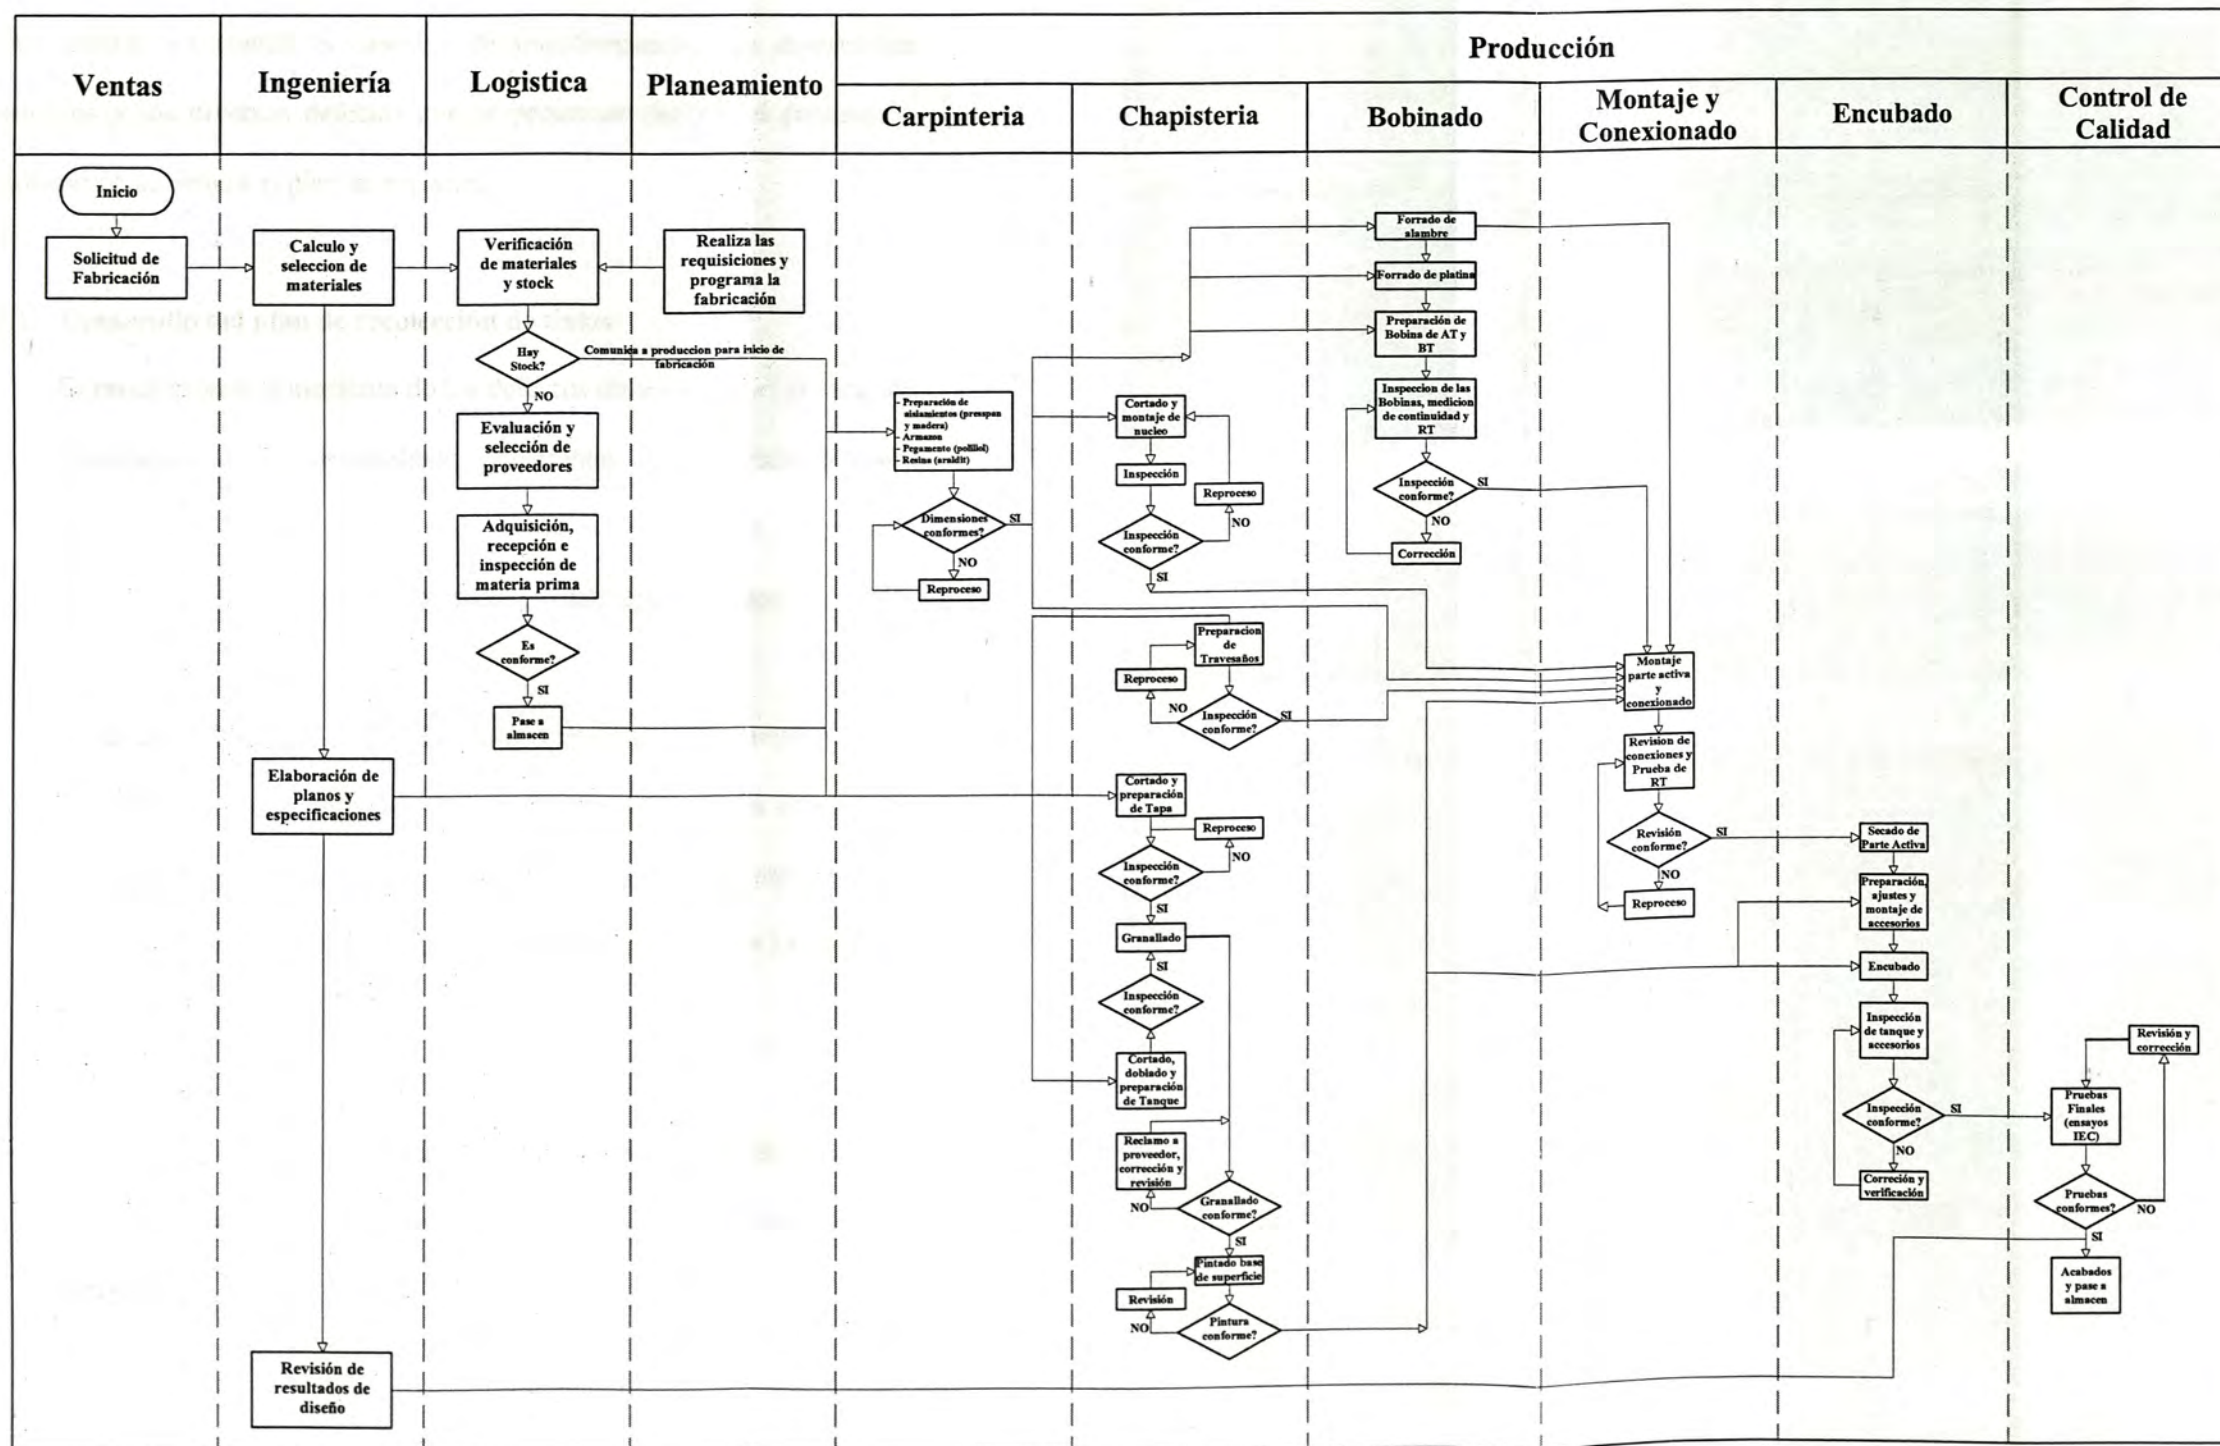 Producción
Ventas
Ingeniería
Logistica
Planeamiento
Carpinteria
Chapisteria
Bobinado
Montaje y
Conexionado
Encubado
Control de
Calidad
Inicio
Solicitud de
Fabricación
Calculo y
seleccion de
materiales
Elaboración de
planos y
especificaciones
Revisión de
resultados de
diseño
Verificación
de materiales
y stock
Hay
Stock?
Comunica a produccion para inicio de
fabricación
NO
Evaluación y
selección de
proveedores
Adquisición,
recepción e
inspección de
materia prima
Es
conforme?
SI
Pase a
almacen
Realiza las
requisiciones y
programa la
fabricación
- Preparación de
aislamientos (presspan
y madera)
- Armazon
- Pegamento (poliliol)
- Resina (araldit)
Dimensiones
conformes?
SI
NO
Reproceso
Cortado y
montaje de
nucleo
Inspección
Reproceso
NO
Inspección
conforme?
SI
Preparacion
de
Travesaños
Reproceso
NO
Inspección
conforme?
SI
Cortado y
preparación
de Tapa
Reproceso
NO
Inspección
conforme?
SI
Granallado
SI
Inspección
conforme?
Cortado,
doblado y
preparación
de Tanque
Reclamo a
proveedor,
corrección y
revisión
NO
Granallado
conforme?
SI
Pintado base
de superficie
Revisión
NO
Pintura
conforme?
Forrado de
alambre
Forrado de platina
Preparación de
Bobina de AT y
BT
Inspeccion de las
Bobinas, medicion
de continuidad y
RT
Inspección
conforme?
SI
NO
Corrección
Montaje
parte activa
y
conexionado
Revision de
conexiones y
Prueba de
RT
Revisión
conforme?
SI
NO
Reproceso
Secado de
Parte Activa
Preparación,
ajustes y
montaje de
accesorios
Encubado
Inspección
de tanque y
accesorios
Inspección
conforme?
SI
NO
Correción y
verificación
Revisión y
corrección
Pruebas
Finales
(ensayos
IEC)
Pruebas
conformes?
NO
SI
Acabados
y pase a
almacen